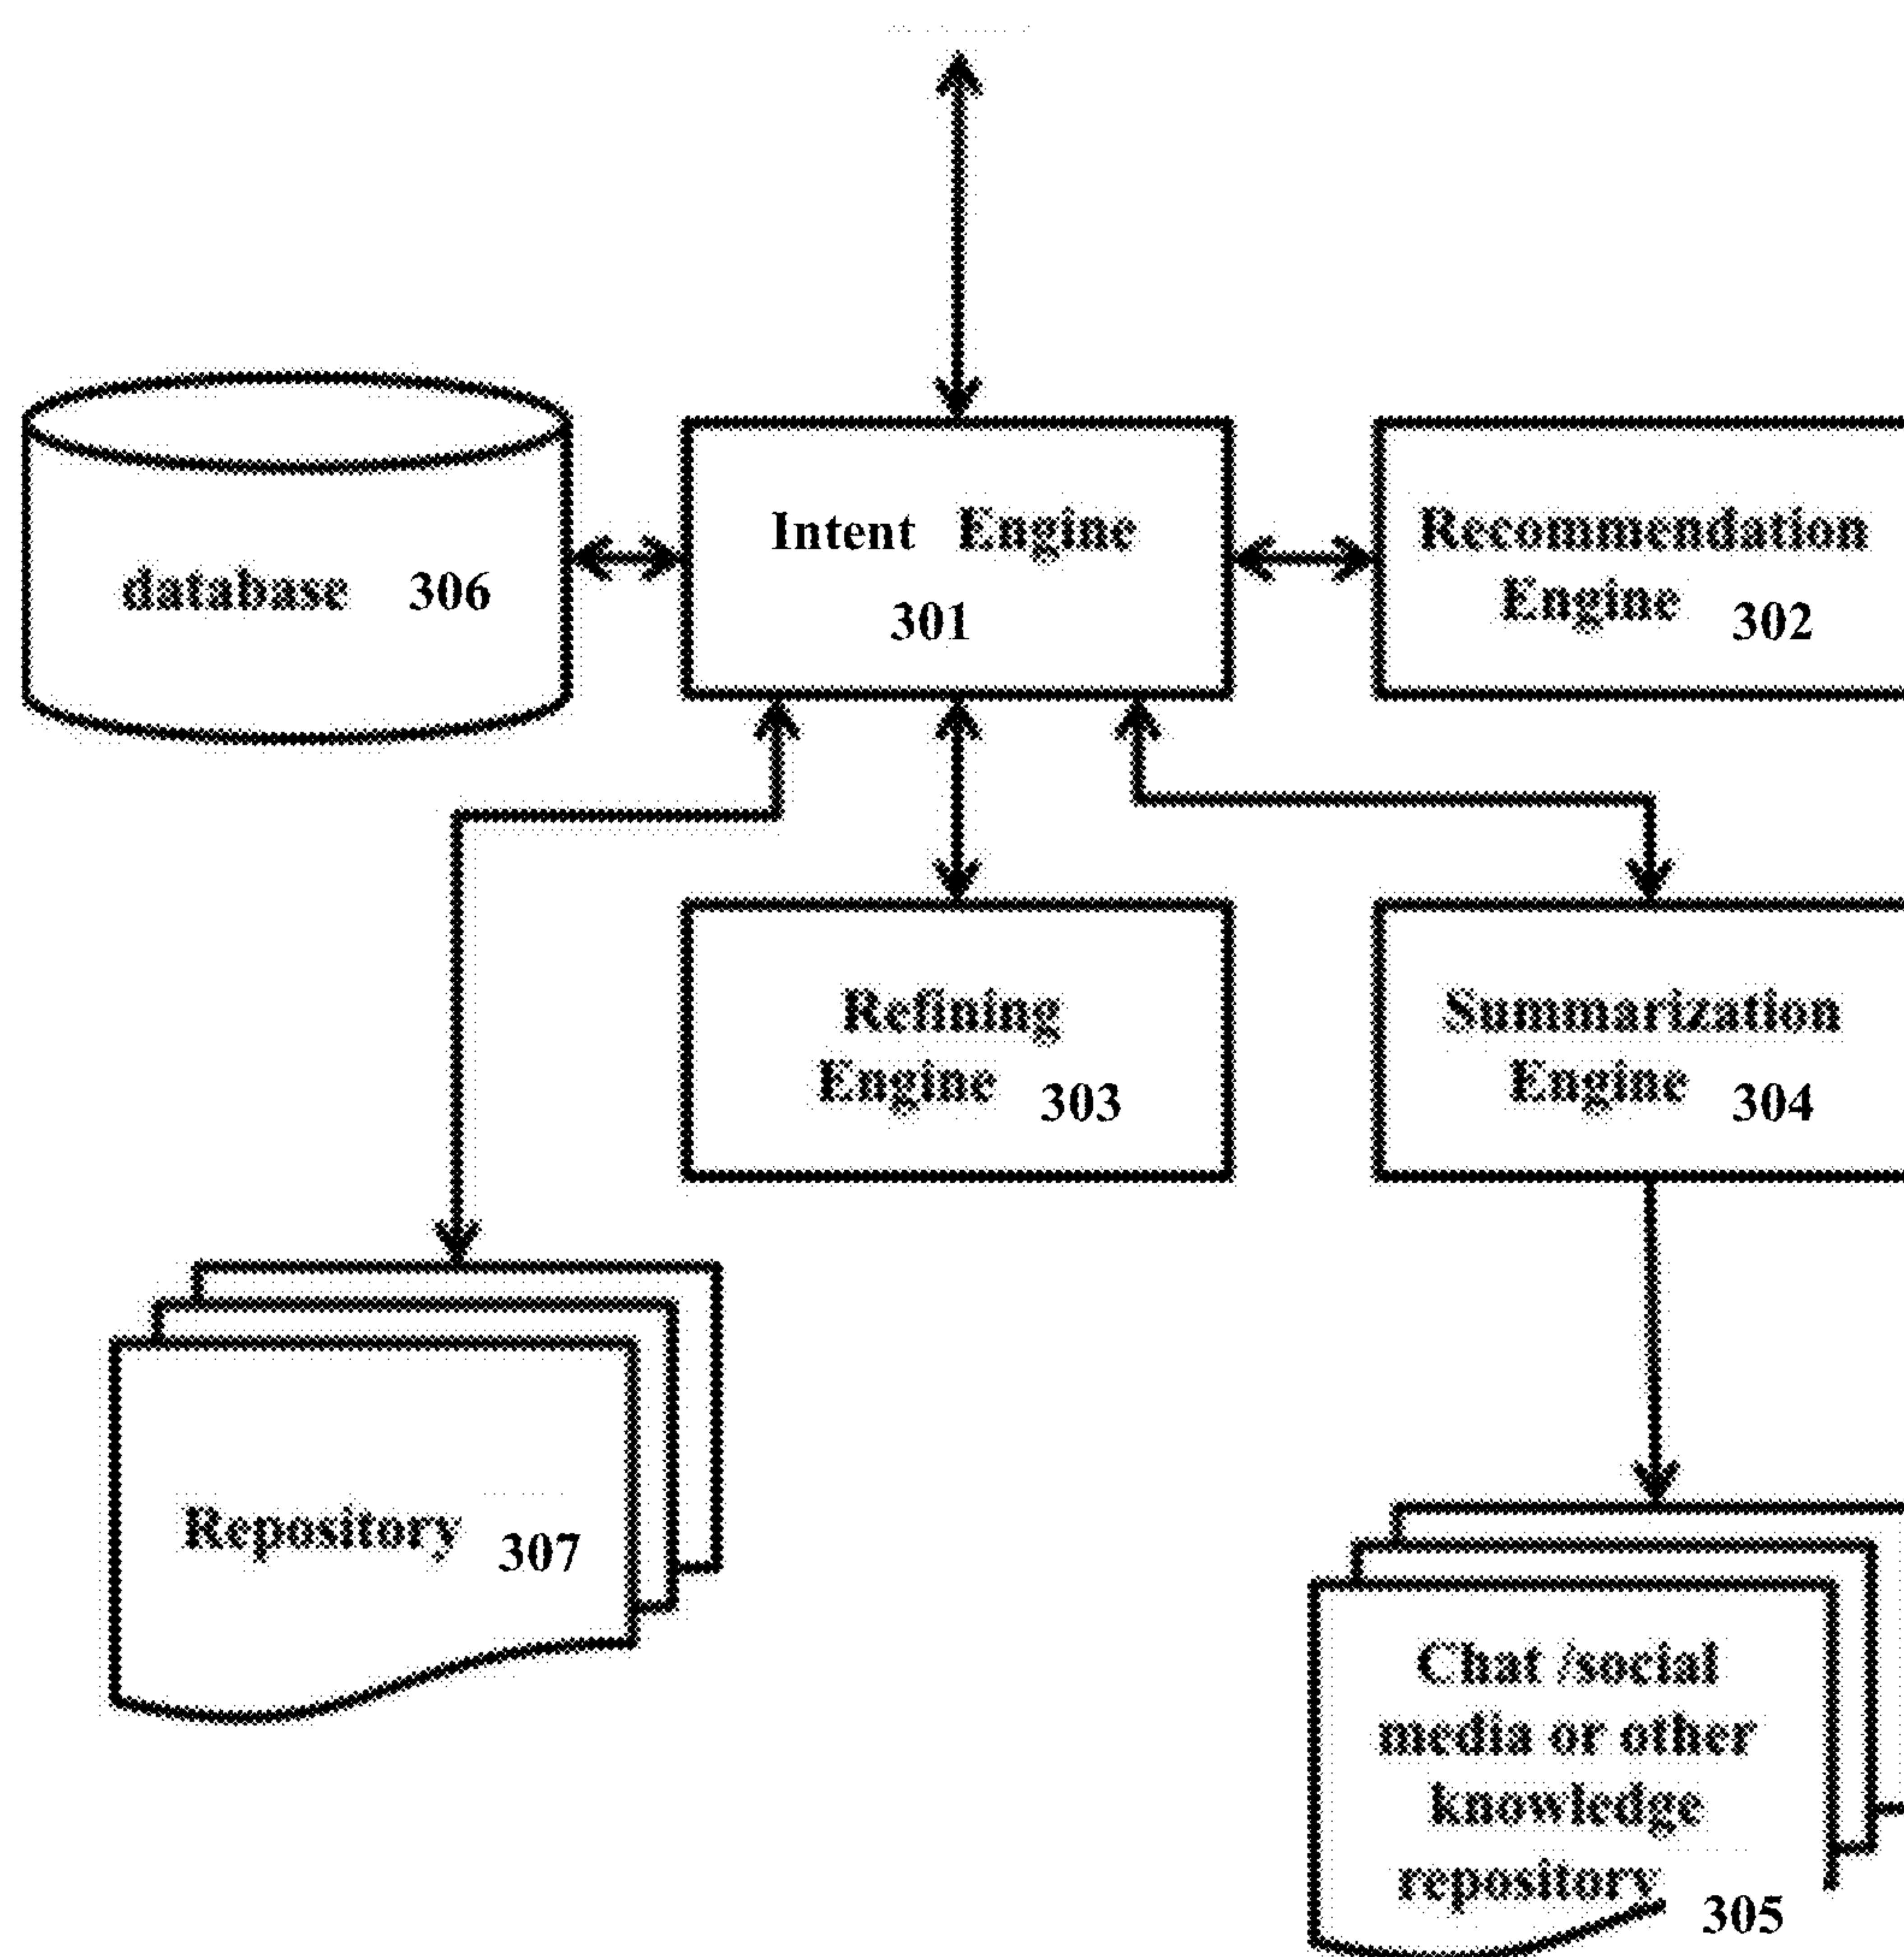 Intent Engine
301
Recommendation
Engine 302
database 306
Refining
Engine 303
Summarization
Engine 304
Repository 307
Chat /social
media or other
knowledge
repository
305